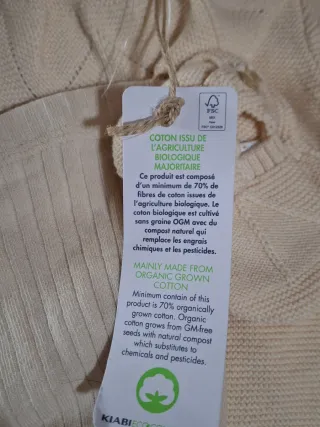 FSC
COTON ISSU DE
L'AGRICULTURE
BIOLOGIQUE
MAJORITAIRE
Ce produit est composé
d'un minimum de 70% de
fibres de coton issues de
l'agriculture biologique. Le
coton biologique est cultivé
sans graine OGM avec du
compost naturel qui
remplace les engrais
chimiques et les pesticides.
MAINLY MADE FROM
ORGANIC GROWN
COTTON
Minimum contain of this
product is 70% organically
grown cotton. Organic
cotton grows from GM-free
seeds with natural compost
which substitutes to
chemicals and pesticides.
KIABI